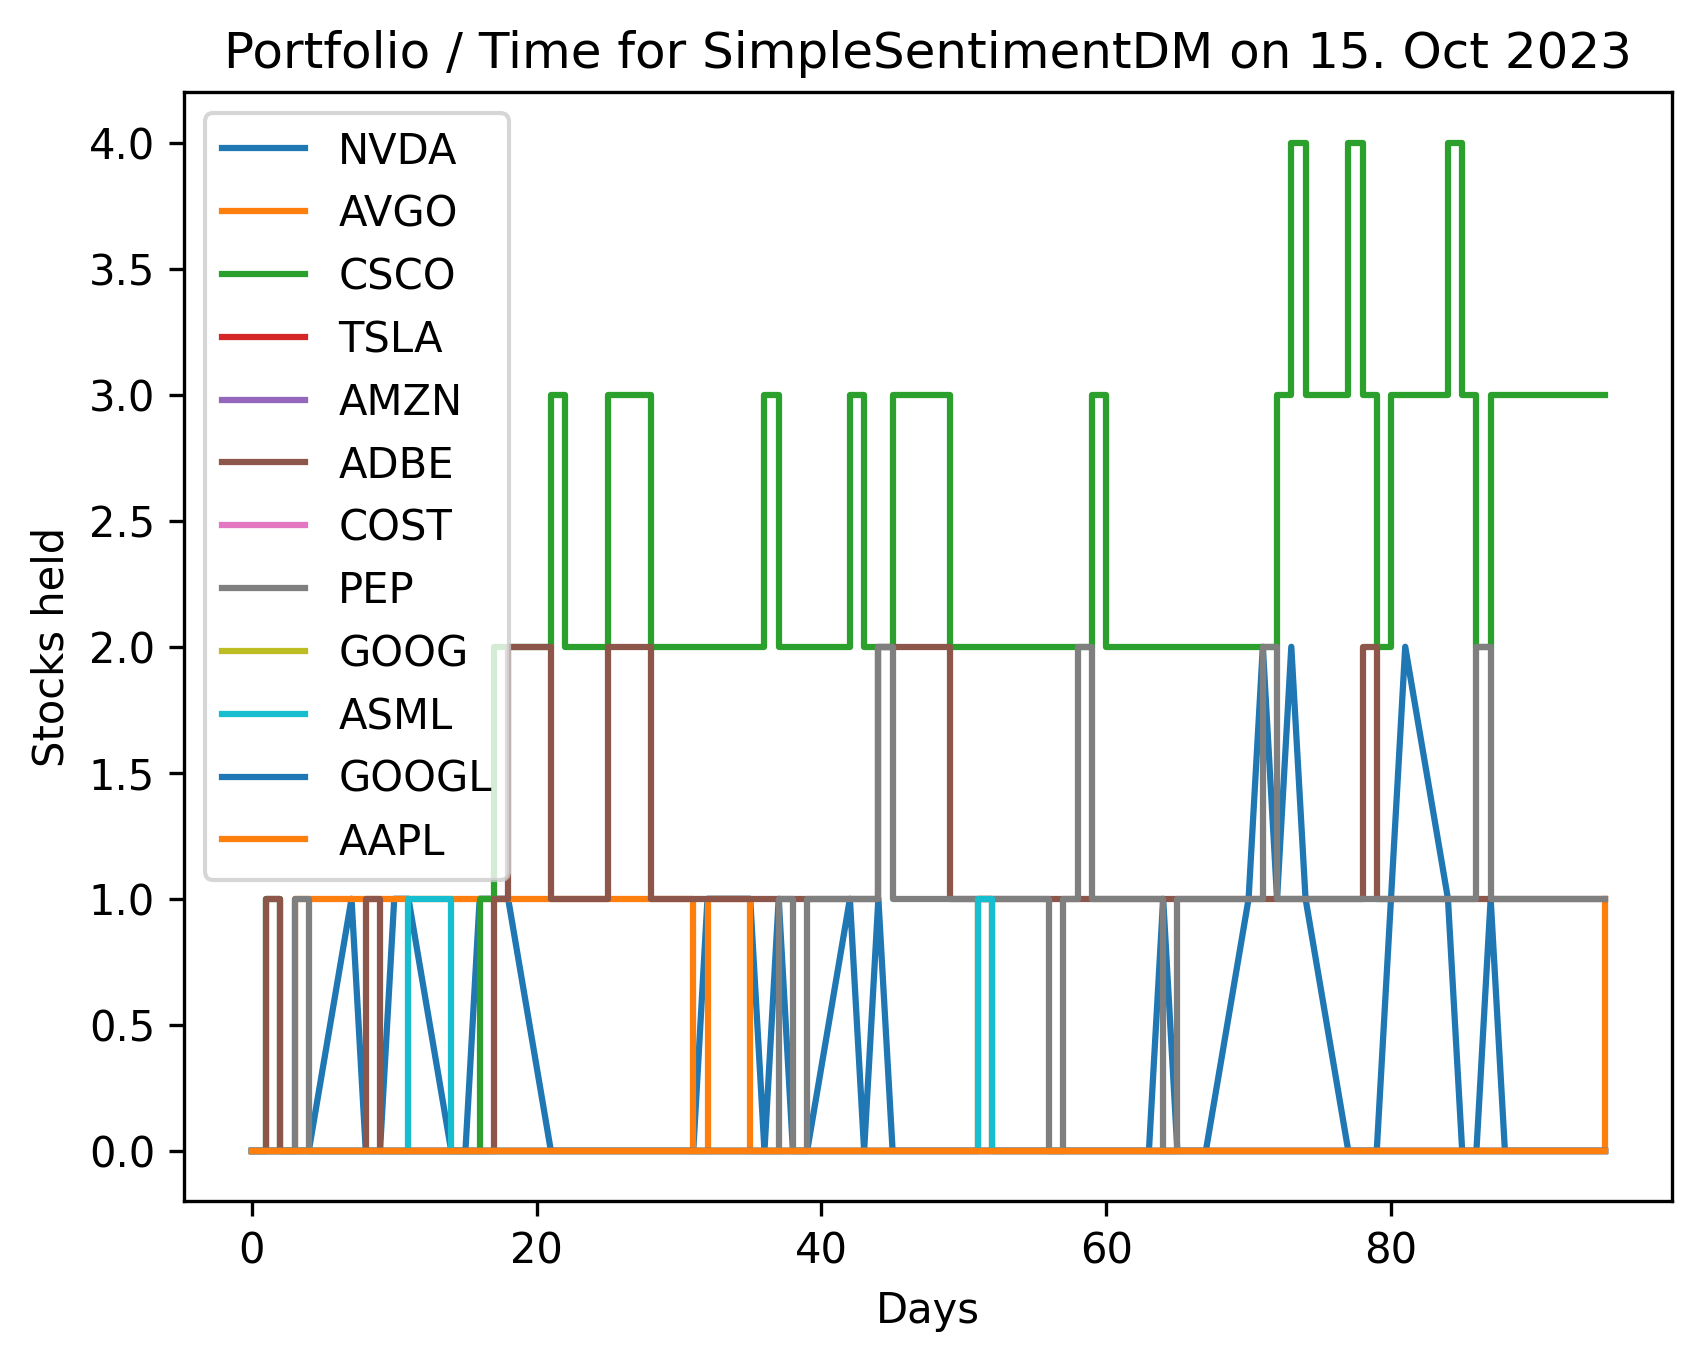 Portfolio / Time for SimpleSentimentDM on 15. Oct 2023
4.0
3.5
3.0
2.5
2.0
1.5
1.0
0.5
0.0
Stocks held
NVDA
AVGO
CSCO
TSLA
AMZN
ADBE
COST
PEP
GOOG
ASML
GOOGL
AAPL
0 20 40 60 80
Days